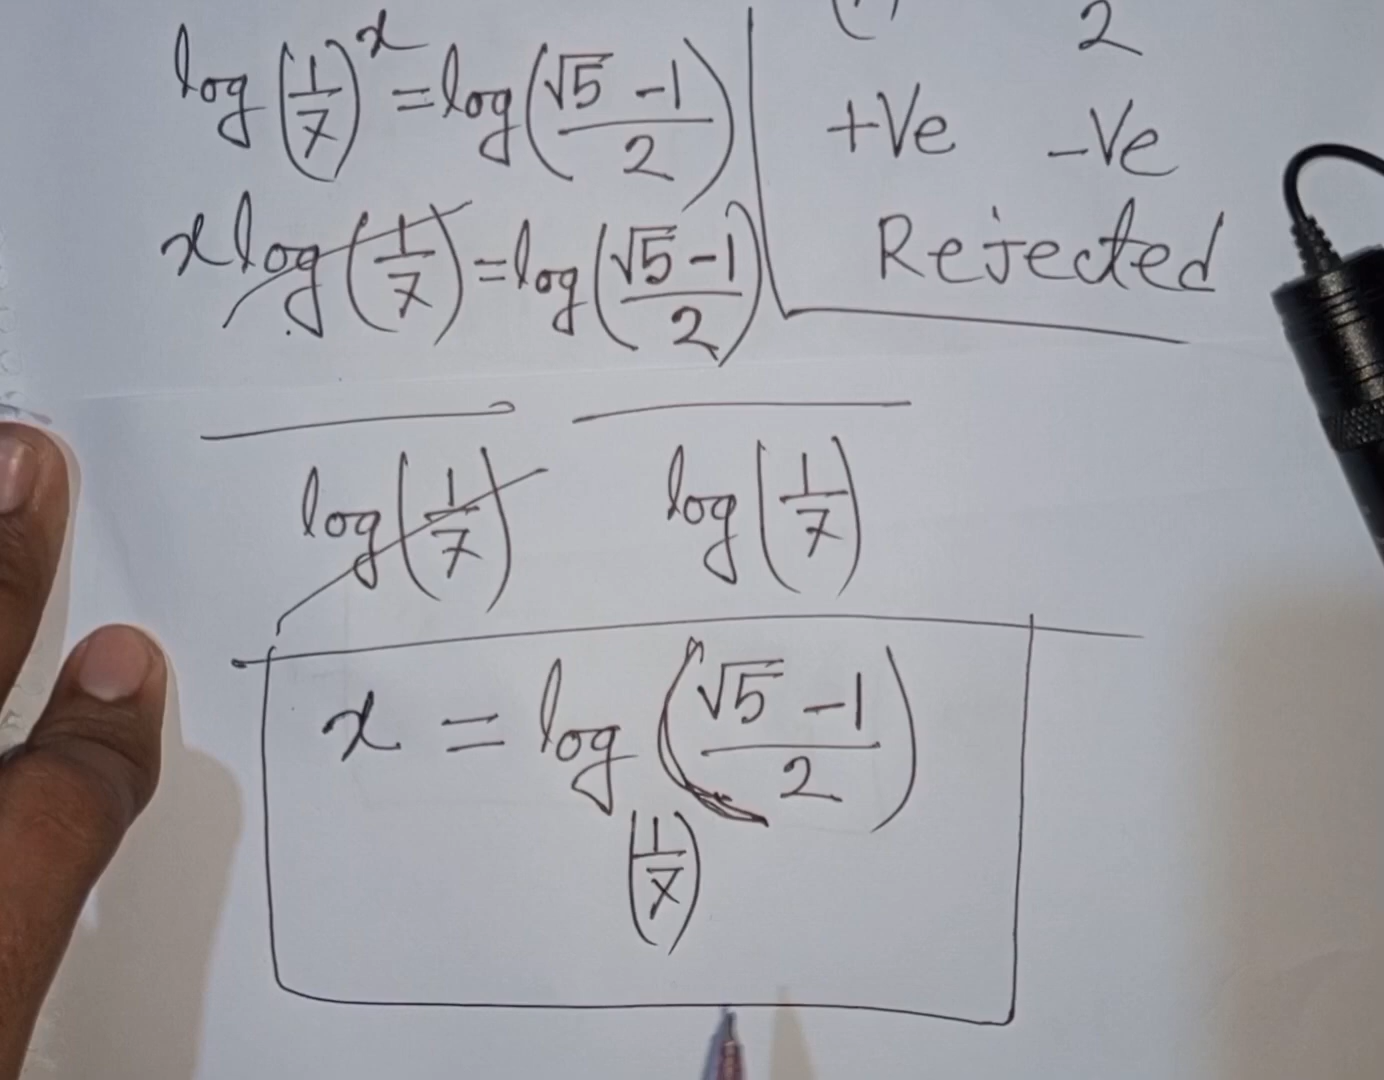 log(1/7)^x = log((√5 - 1)/2)
x log(1/7) = log((√5 - 1)/2)
log(1/7) log(1/7)
2
+Ve -Ve
Rejected
x = log_(1/7)((√5 - 1)/2)